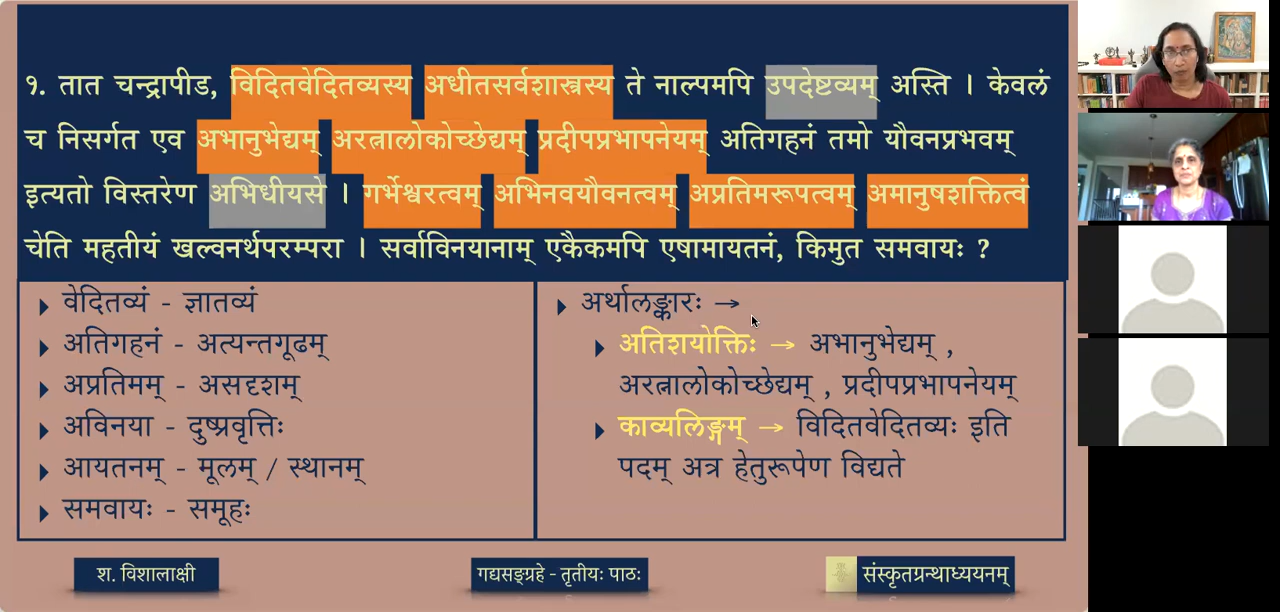 १. तात चन्द्रापीड, विदितवेदितव्यस्य अधीतसर्वशास्त्रस्य ते नाल्पमपि उपदेष्टव्यम् अस्ति । केवलं
च निसर्गत एव अभानुभेद्यम् अरत्नालोकोच्छेद्यम् प्रदीपप्रभापनेयम् अतिगहनं तमो यौवनप्रभवम्
इत्यतो विस्तरेण अभिधीयसे । गर्भेश्वरत्वम् अभिनवयौवनत्वम् अप्रतिमरूपत्वम् अमानुषशक्तित्वं
चेति महतीयं खल्वनर्थपरम्परा । सर्वाविनयानाम् एकैकमपि एषामायतनं, किमुत समवायः ?
वेदितव्यं - ज्ञातव्यं
अतिगहनं - अत्यन्तगूढम्
अप्रतिमम् - असदृशम्
अविनया - दुष्प्रवृत्तिः
आयतनम् - मूलम् / स्थानम्
समवायः - समूहः
अर्थालङ्कारः →
अतिशयोक्तिः → अभानुभेद्यम् ,
अरत्नालोकोच्छेद्यम् , प्रदीपप्रभापनेयम्
काव्यलिङ्गम् → विदितवेदितव्यः इति
पदम् अत्र हेतुरूपेण विद्यते
श. विशालाक्षी
गद्यसङ्ग्रहे - तृतीयः पाठः
संस्कृतग्रन्थाध्ययनम्